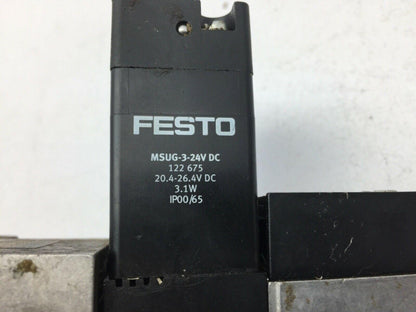 FESTO
MSUG-3-24V DC
122 675
20.4-26.4V DC
3.1W
IP00/65